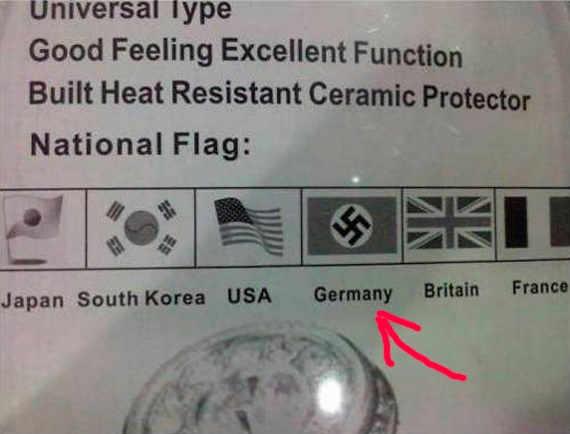 Universal Type
Good Feeling Excellent Function
Built Heat Resistant Ceramic Protector
National Flag:
Japan South Korea USA Germany Britain France